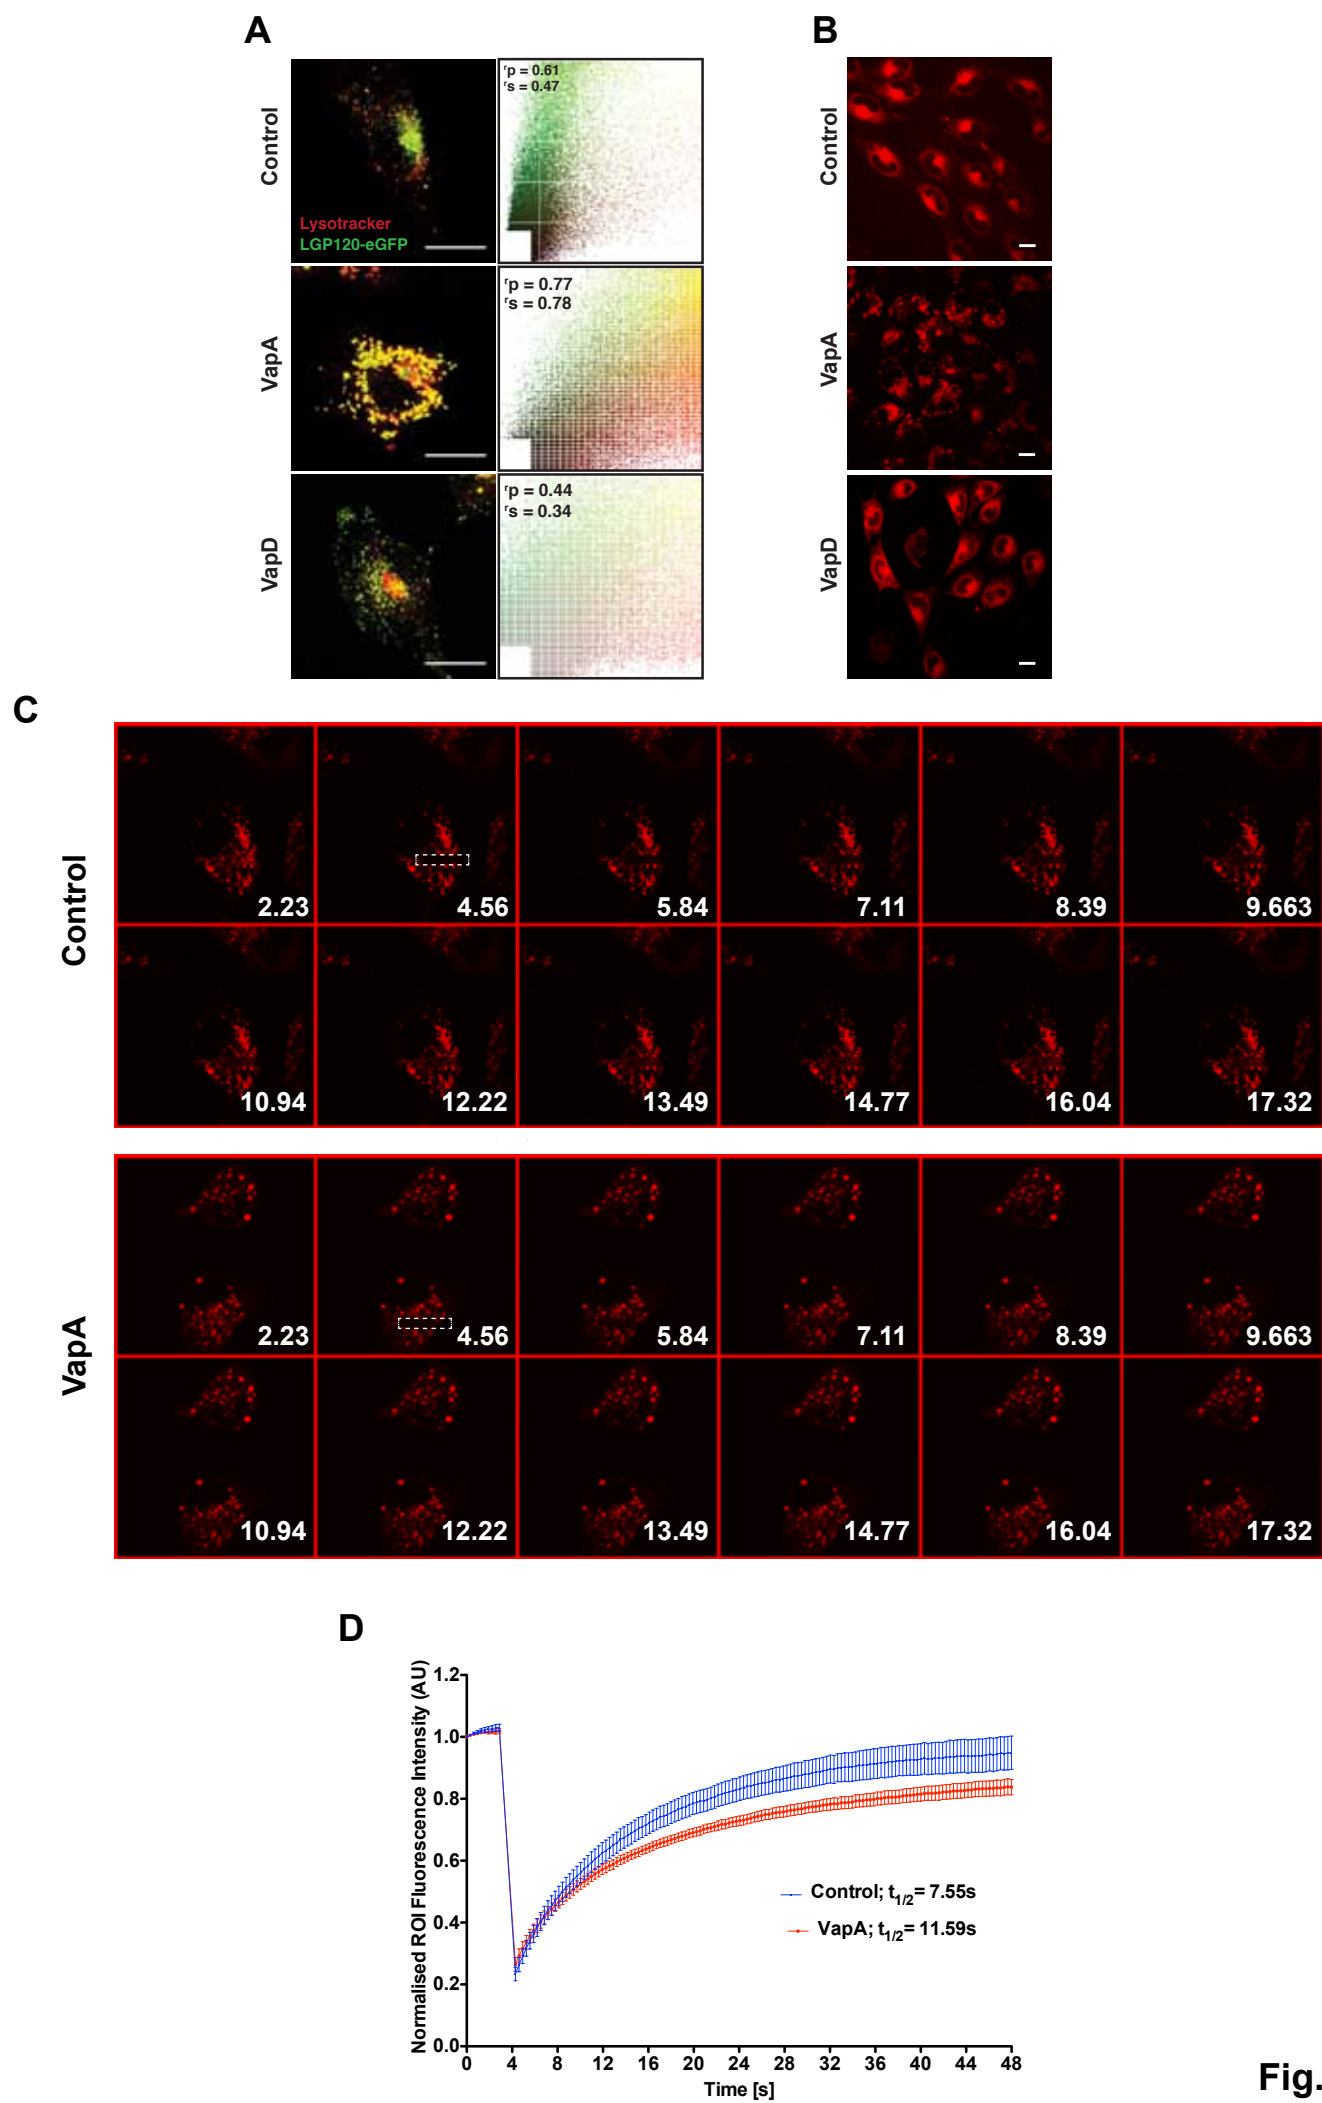 A
B
Control
ʳp = 0.61
ʳs = 0.47
Lysotracker
LGP120-eGFP
Control
VapA
ʳp = 0.77
ʳs = 0.78
VapA
VapD
ʳp = 0.44
ʳs = 0.34
VapD
C
Control
2.23 4.56 5.84 7.11 8.39 9.663
10.94 12.22 13.49 14.77 16.04 17.32
VapA
2.23 4.56 5.84 7.11 8.39 9.663
10.94 12.22 13.49 14.77 16.04 17.32
D
Normalised ROI Fluorescence Intensity (AU)
1.2
1.0
0.8
0.6
0.4
0.2
0.0
Control; t1/2= 7.55s
VapA; t1/2= 11.59s
0 4 8 12 16 20 24 28 32 36 40 44 48
Time [s]
Fig.